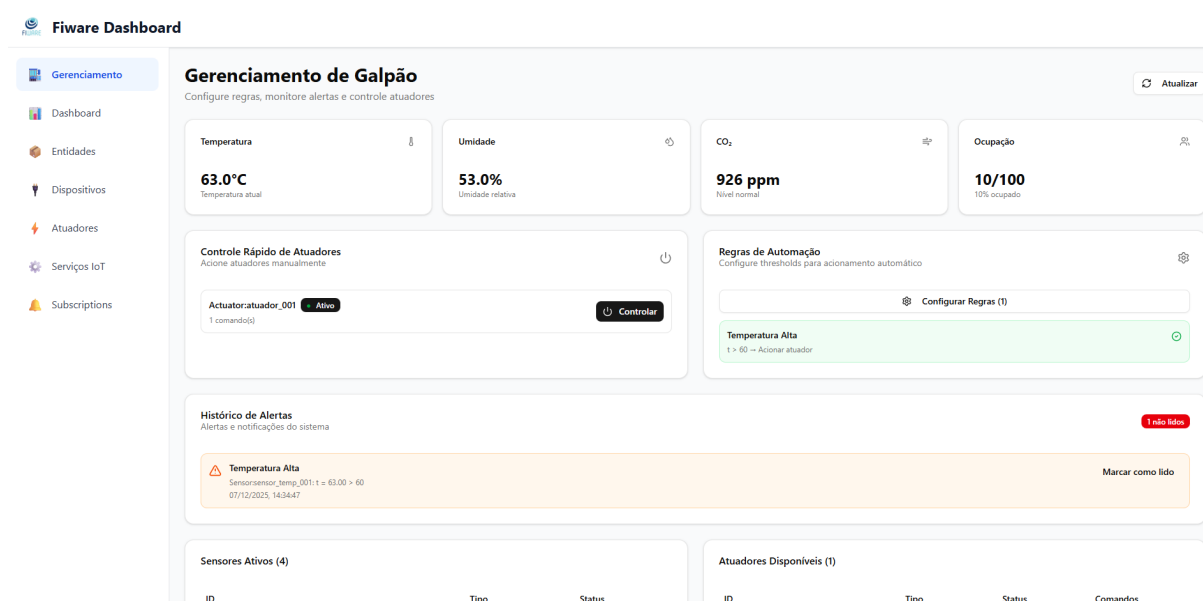 FIWARE
Fiware Dashboard
Gerenciamento
Dashboard
Entidades
Dispositivos
Atuadores
Serviços IoT
Subscriptions
Gerenciamento de Galpão
Configure regras, monitore alertas e controle atuadores
Atualizar
Temperatura
63.0°C
Temperatura atual
Umidade
53.0%
Umidade relativa
CO₂
926 ppm
Nível normal
Ocupação
10/100
10% ocupado
Controle Rápido de Atuadores
Acione atuadores manualmente
Actuator:atuador_001 Ativo
1 comando(s)
Controlar
Regras de Automação
Configure thresholds para acionamento automático
Configurar Regras (1)
Temperatura Alta
t > 60 → Acionar atuador
Histórico de Alertas
Alertas e notificações do sistema
1 não lidos
Temperatura Alta
Sensor:sensor_temp_001: t = 63.00 > 60
07/12/2025, 14:34:47
Marcar como lido
Sensores Ativos (4)
ID Tipo Status
Atuadores Disponíveis (1)
ID Tipo Status Comandos